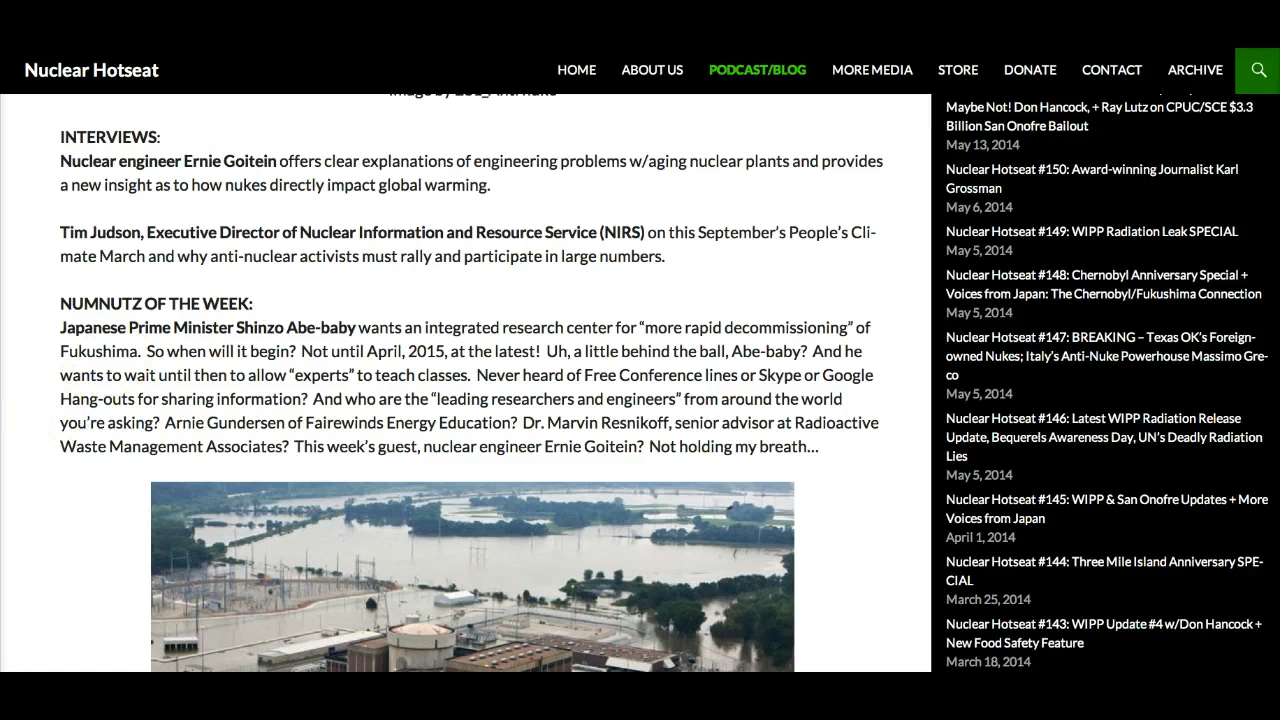 Nuclear Hotseat
HOME ABOUT US PODCAST/BLOG MORE MEDIA STORE DONATE CONTACT ARCHIVE
INTERVIEWS:
Nuclear engineer Ernie Goitein offers clear explanations of engineering problems w/aging nuclear plants and provides
a new insight as to how nukes directly impact global warming.
Tim Judson, Executive Director of Nuclear Information and Resource Service (NIRS) on this September's People's Cli-
mate March and why anti-nuclear activists must rally and participate in large numbers.
NUMNUTZ OF THE WEEK:
Japanese Prime Minister Shinzo Abe-baby wants an integrated research center for "more rapid decommissioning" of
Fukushima. So when will it begin? Not until April, 2015, at the latest! Uh, a little behind the ball, Abe-baby? And he
wants to wait until then to allow "experts" to teach classes. Never heard of Free Conference lines or Skype or Google
Hang-outs for sharing information? And who are the "leading researchers and engineers" from around the world
you're asking? Arnie Gundersen of Fairewinds Energy Education? Dr. Marvin Resnikoff, senior advisor at Radioactive
Waste Management Associates? This week's guest, nuclear engineer Ernie Goitein? Not holding my breath...
Maybe Not! Don Hancock, + Ray Lutz on CPUC/SCE $3.3
Billion San Onofre Bailout
May 13, 2014
Nuclear Hotseat #150: Award-winning Journalist Karl
Grossman
May 6, 2014
Nuclear Hotseat #149: WIPP Radiation Leak SPECIAL
May 5, 2014
Nuclear Hotseat #148: Chernobyl Anniversary Special +
Voices from Japan: The Chernobyl/Fukushima Connection
May 5, 2014
Nuclear Hotseat #147: BREAKING – Texas OK's Foreign-
owned Nukes; Italy's Anti-Nuke Powerhouse Massimo Gre-
co
May 5, 2014
Nuclear Hotseat #146: Latest WIPP Radiation Release
Update, Bequerels Awareness Day, UN's Deadly Radiation
Lies
May 5, 2014
Nuclear Hotseat #145: WIPP & San Onofre Updates + More
Voices from Japan
April 1, 2014
Nuclear Hotseat #144: Three Mile Island Anniversary SPE-
CIAL
March 25, 2014
Nuclear Hotseat #143: WIPP Update #4 w/Don Hancock +
New Food Safety Feature
March 18, 2014